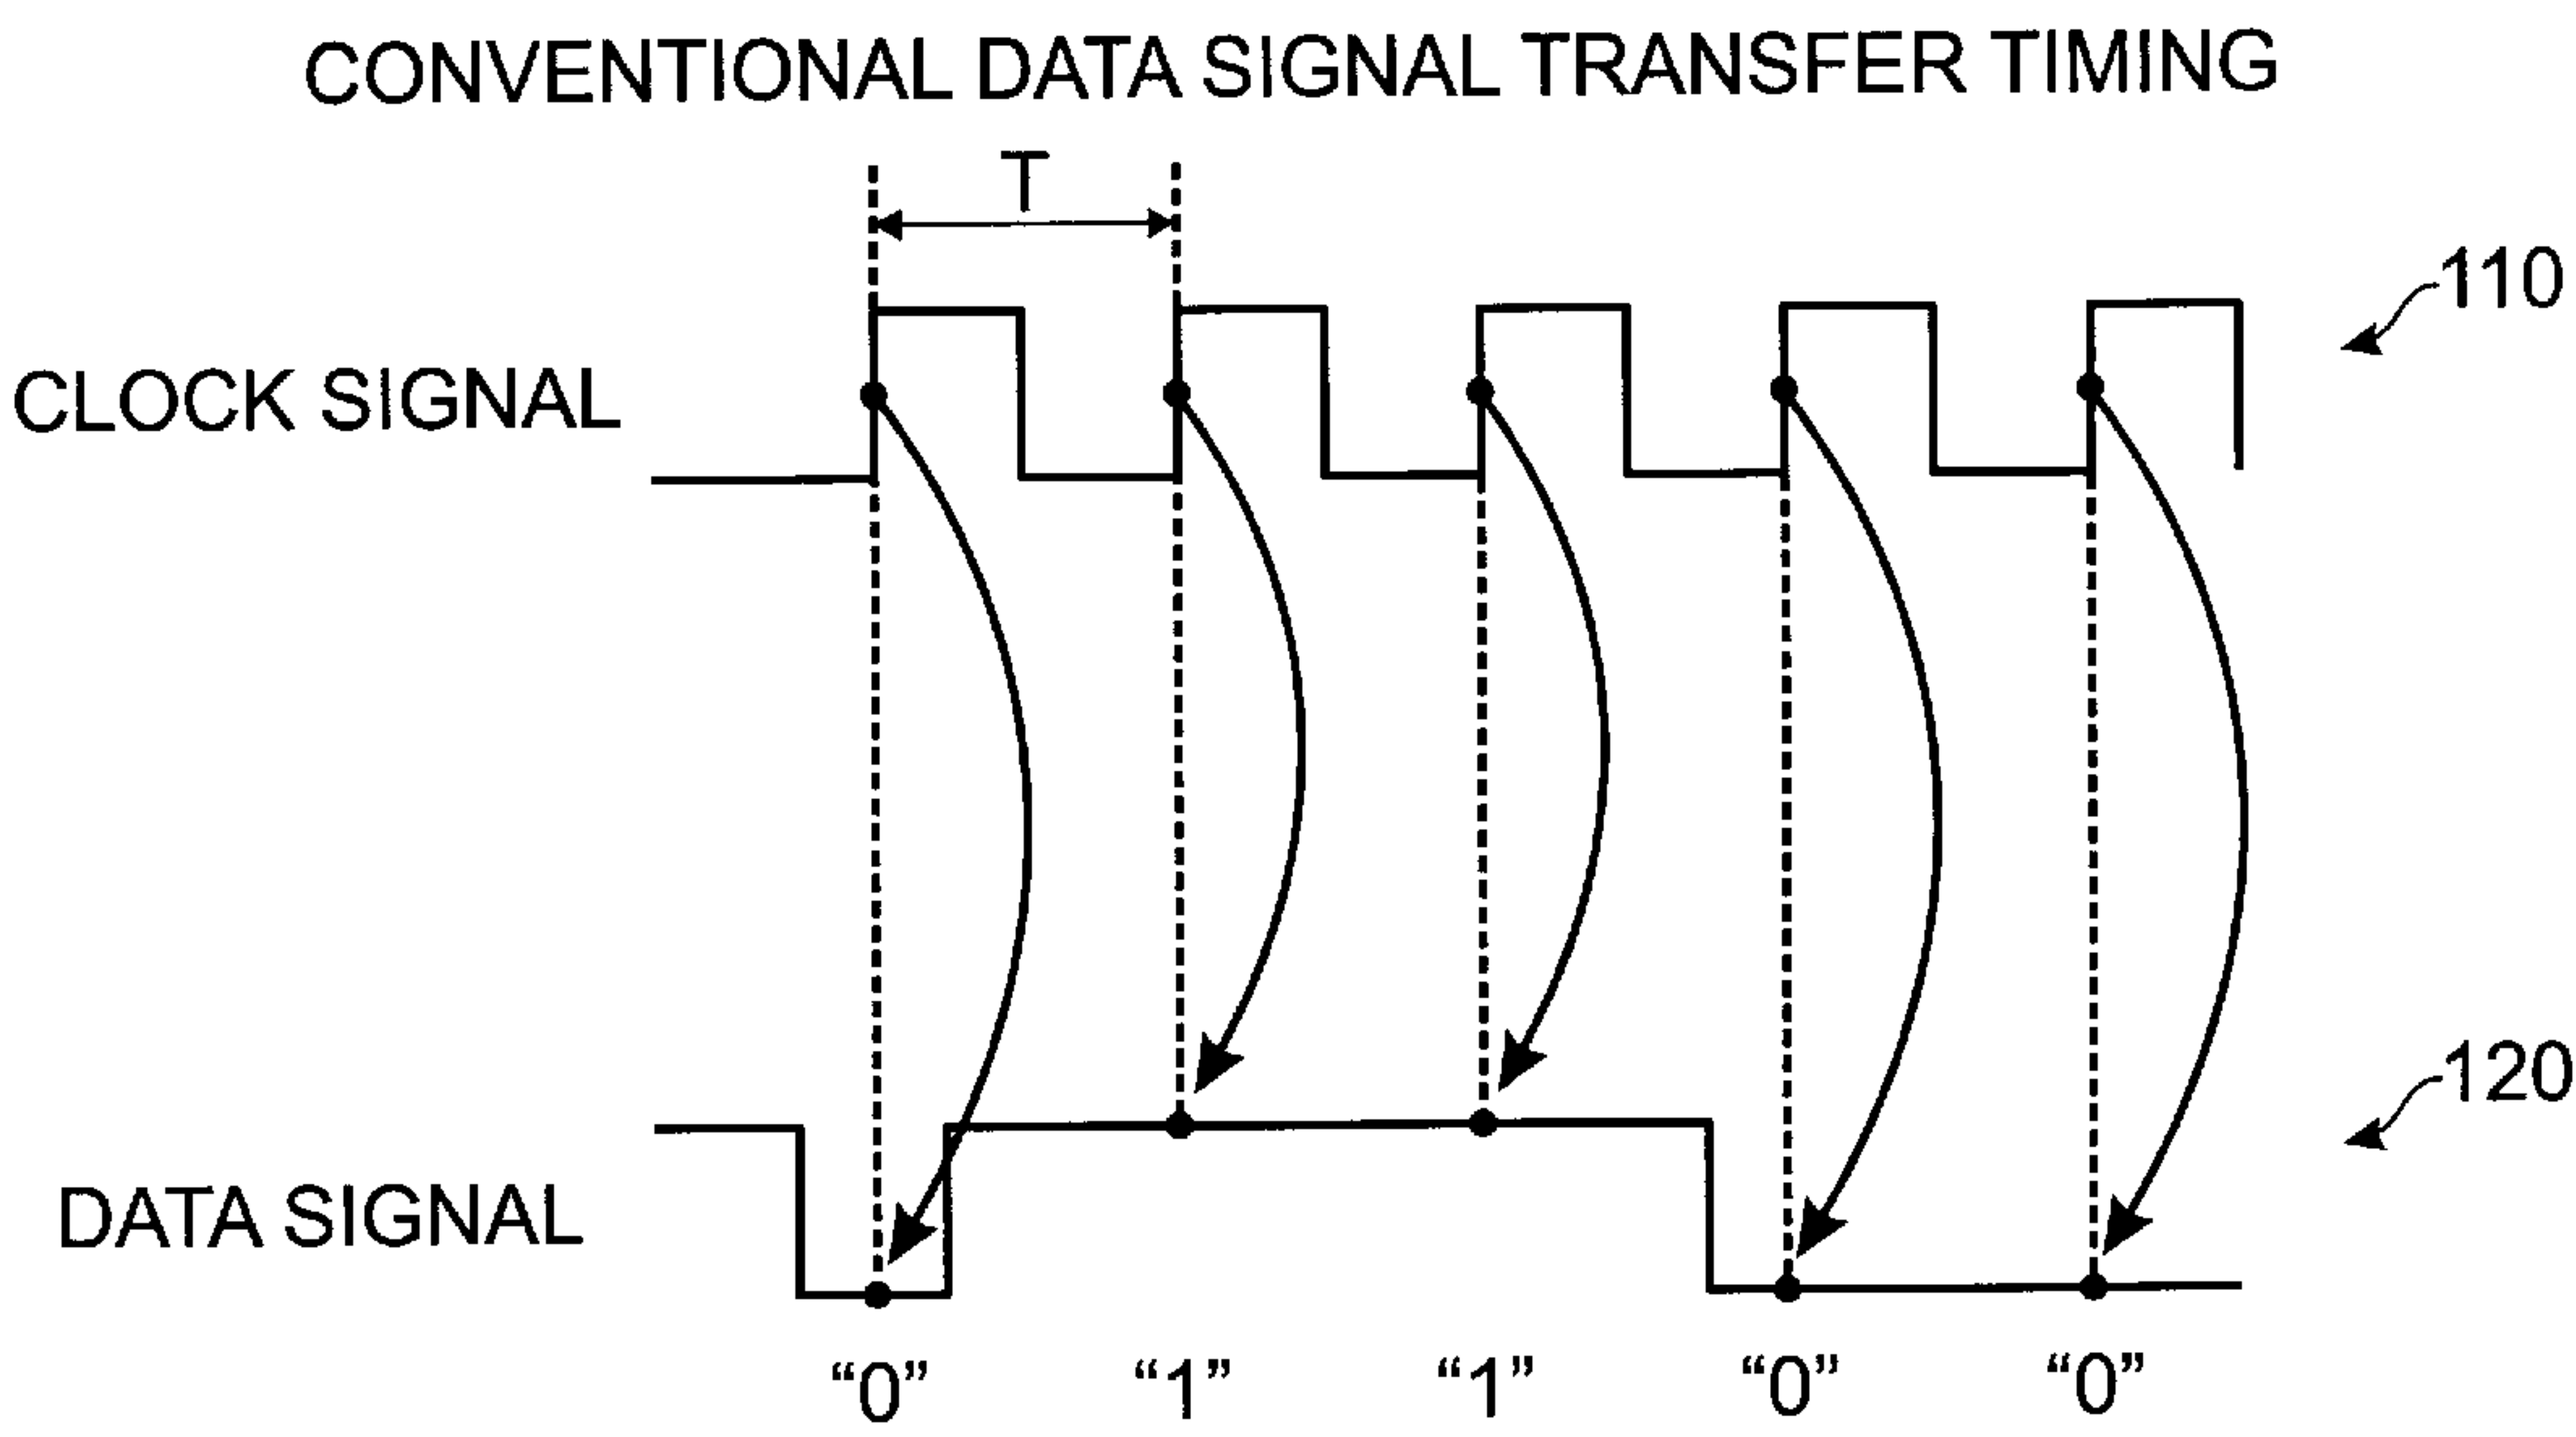 CONVENTIONAL DATA SIGNAL TRANSFER TIMING
T
110
CLOCK SIGNAL
120
DATA SIGNAL
“0” “1” “1” “0” “0”